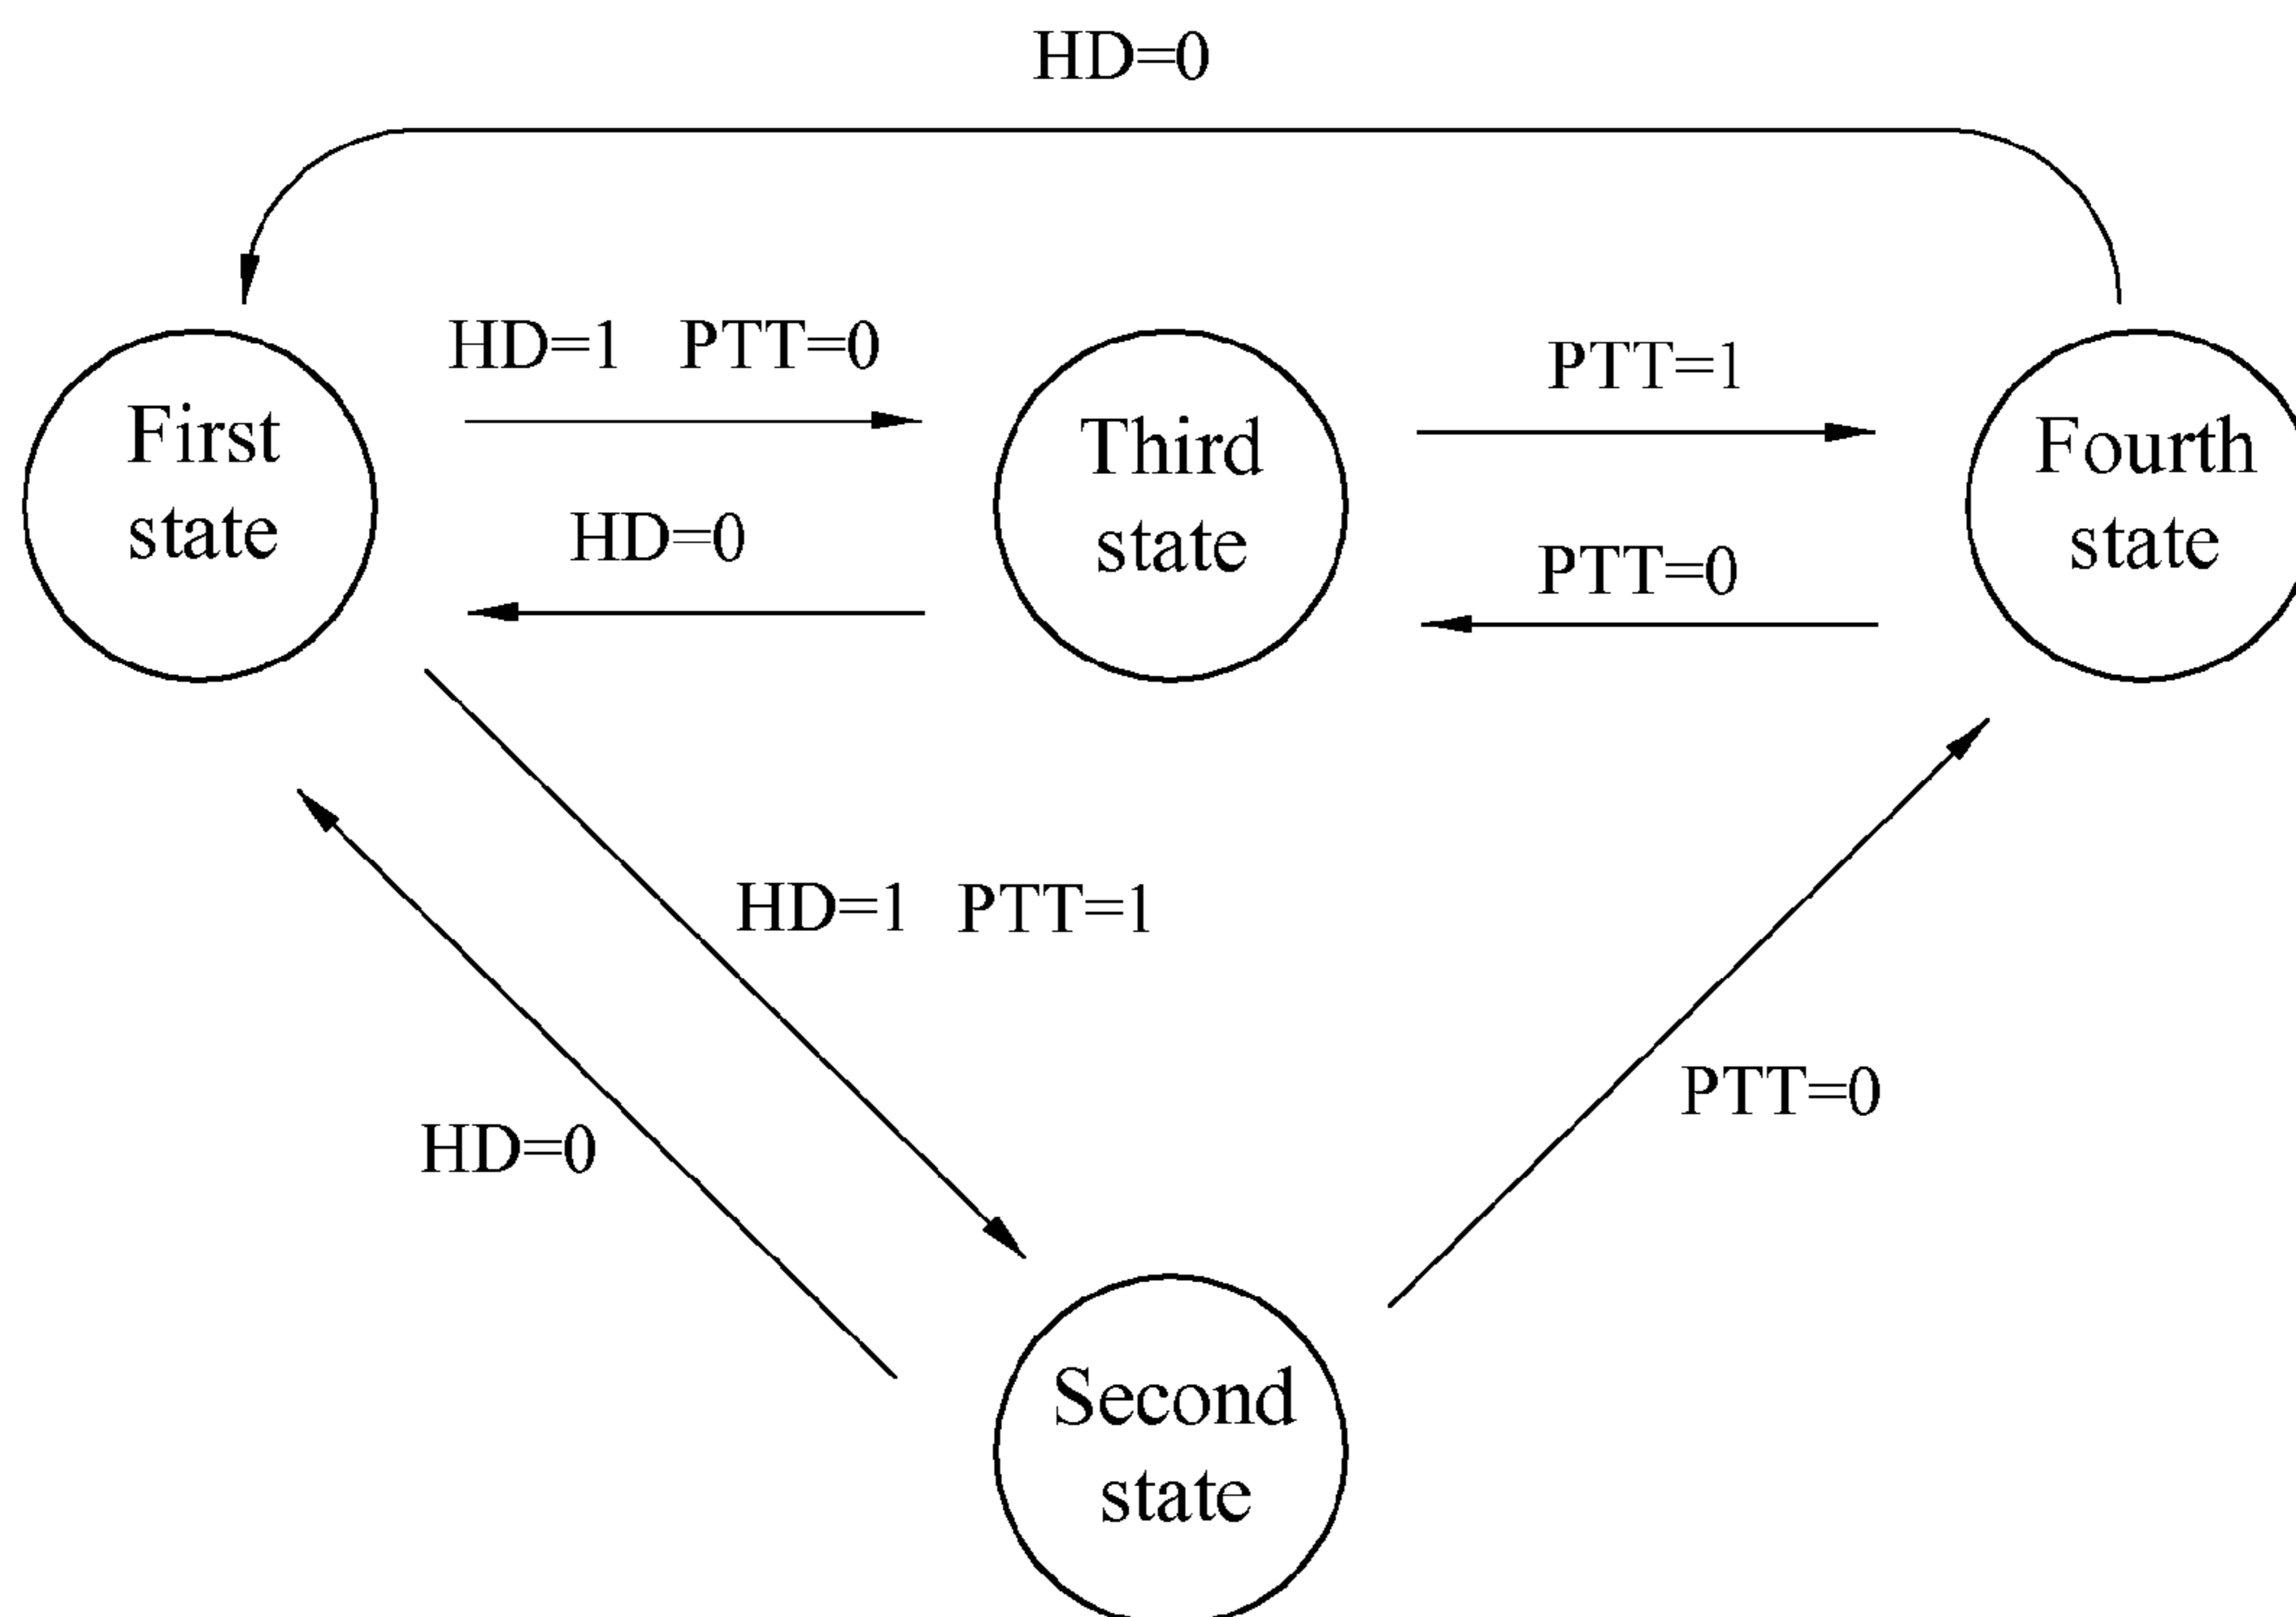 HD=0
HD=1 PTT=0
PTT=1
First
state
Third
state
Fourth
state
HD=0
PTT=0
HD=1 PTT=1
HD=0
PTT=0
Second
state